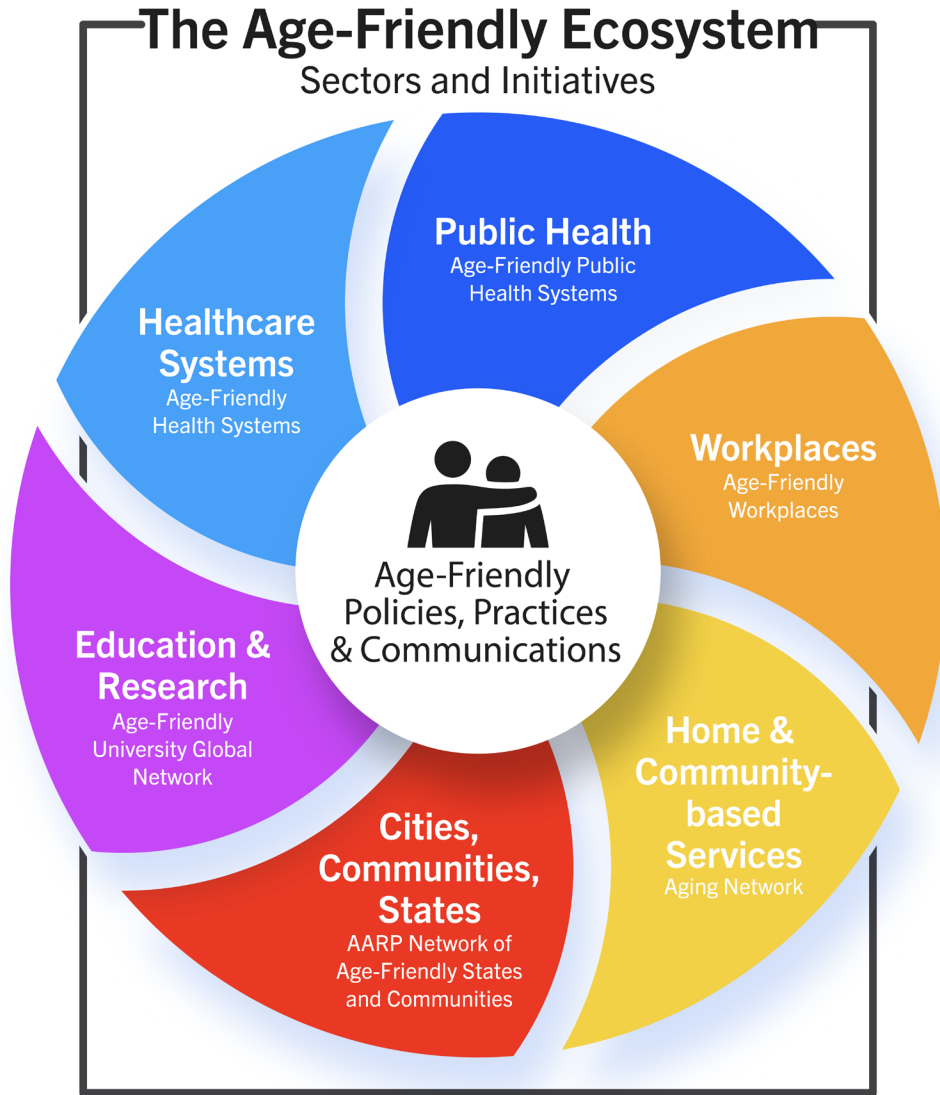 The Age-Friendly Ecosystem
Sectors and Initiatives
Public Health
Age-Friendly Public
Health Systems
Healthcare
Systems
Age-Friendly
Health Systems
Workplaces
Age-Friendly
Workplaces
Age-Friendly
Policies, Practices
& Communications
Education &
Research
Age-Friendly
University Global
Network
Home &
Community-
based
Services
Aging Network
Cities,
Communities,
States
AARP Network of
Age-Friendly States
and Communities